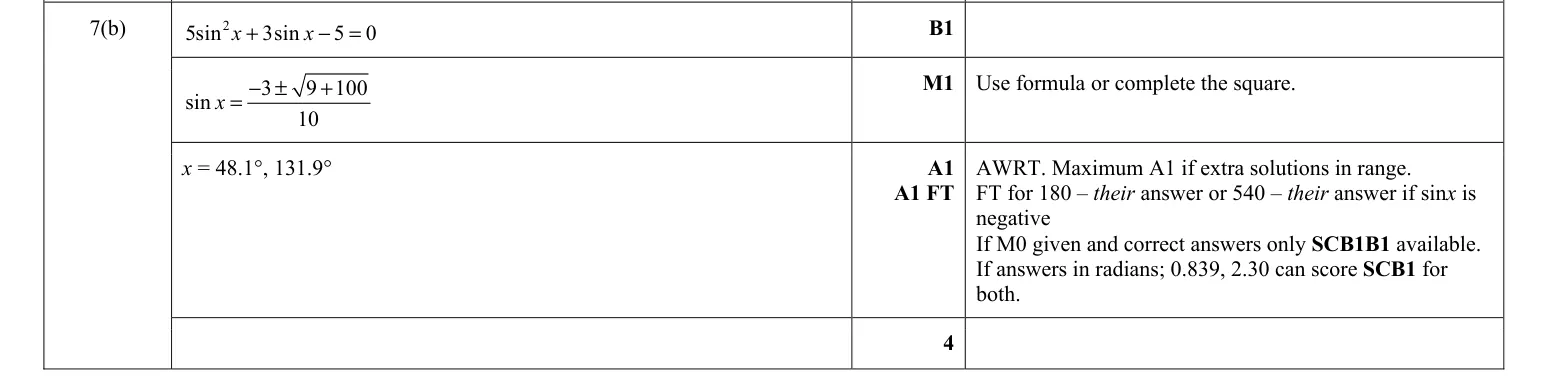 7(b)
5sin²x + 3sin x − 5 = 0
B1
sin x = (−3 ± √(9 + 100)) / 10
M1
Use formula or complete the square.
x = 48.1°, 131.9°
A1
A1 FT
AWRT. Maximum A1 if extra solutions in range.
FT for 180 – their answer or 540 – their answer if sinx is
negative
If M0 given and correct answers only SCB1B1 available.
If answers in radians; 0.839, 2.30 can score SCB1 for
both.
4